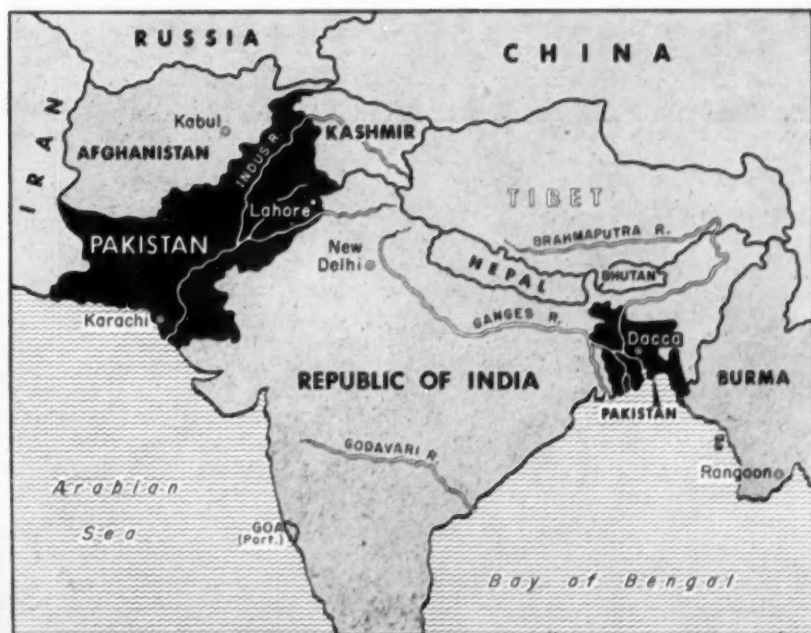 RUSSIA
CHINA
IRAN
Kabul
AFGHANISTAN
KASHMIR
INDUS R.
Lahore
TIBET
PAKISTAN
New
Delhi
BRAHMAPUTRA R.
NEPAL
BHUTAN
Karachi
GANGES R.
Dacca
REPUBLIC OF INDIA
BURMA
PAKISTAN
GODAVARI R.
E
Rangoon
Arabian
Sea
GOA
(Port.)
Bay of Bengal